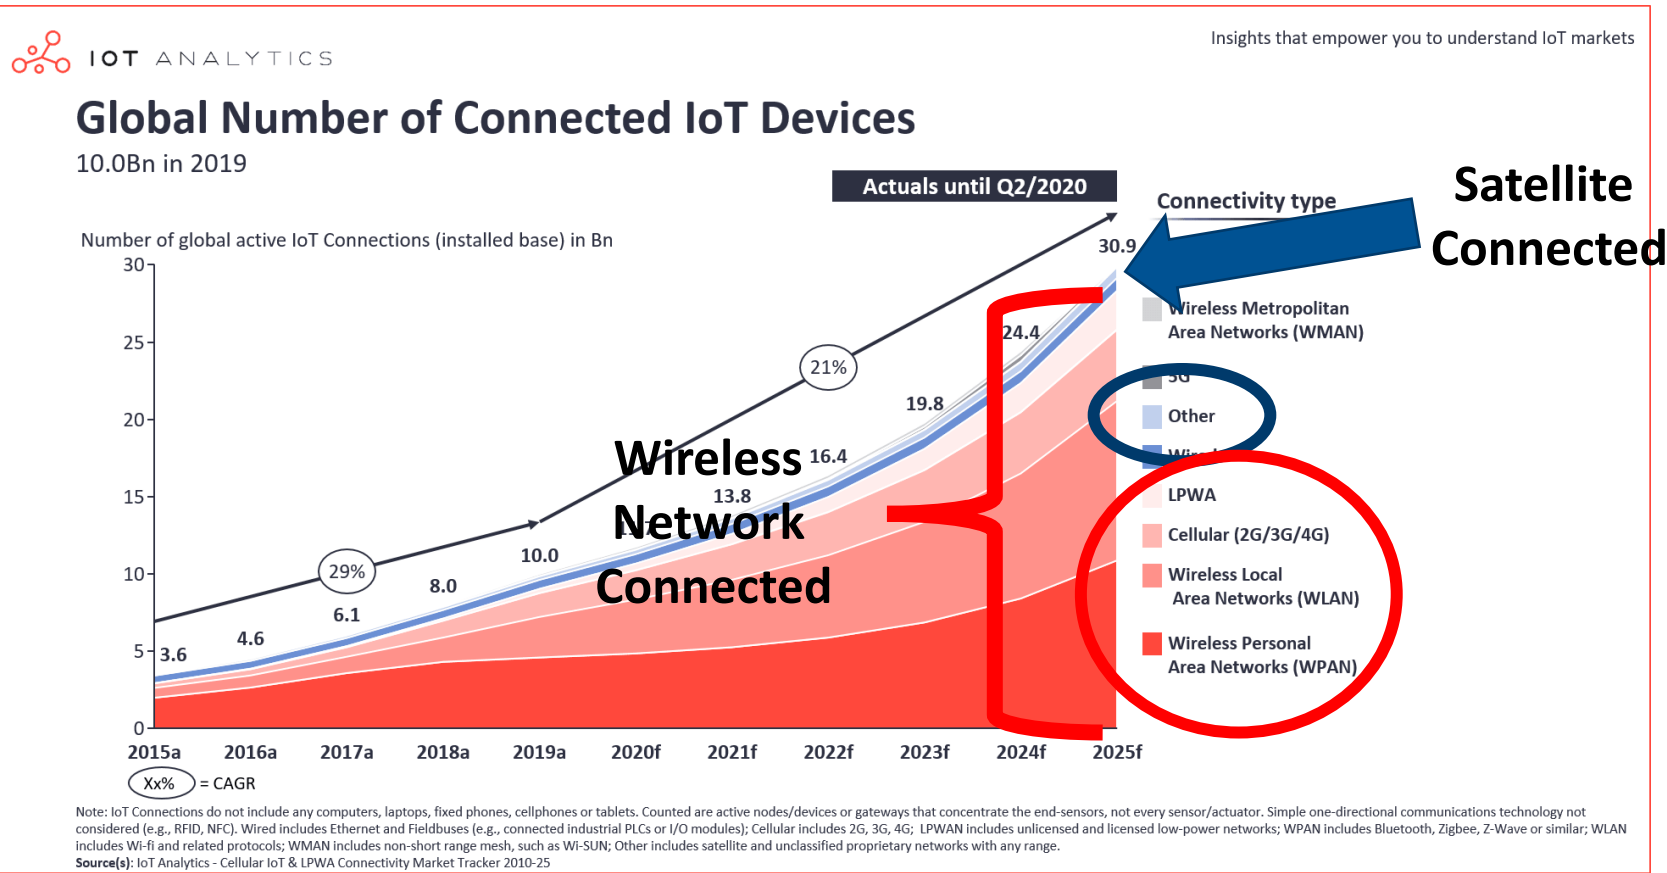 IOT ANALYTICS
Insights that empower you to understand IoT markets
Global Number of Connected IoT Devices
10.0Bn in 2019
Actuals until Q2/2020
Satellite
Connected
Connectivity type
Number of global active IoT Connections (installed base) in Bn
30
25
20
15
10
5
0
3.6
4.6
6.1
8.0
10.0
13.8
16.4
19.8
24.4
30.9
29%
21%
Wireless
Network
Connected
Wireless Metropolitan
Area Networks (WMAN)
5G
Other
Wired
LPWA
Cellular (2G/3G/4G)
Wireless Local
Area Networks (WLAN)
Wireless Personal
Area Networks (WPAN)
2015a 2016a 2017a 2018a 2019a 2020f 2021f 2022f 2023f 2024f 2025f
Xx% = CAGR
Note: IoT Connections do not include any computers, laptops, fixed phones, cellphones or tablets. Counted are active nodes/devices or gateways that concentrate the end-sensors, not every sensor/actuator. Simple one-directional communications technology not
considered (e.g., RFID, NFC). Wired includes Ethernet and Fieldbuses (e.g., connected industrial PLCs or I/O modules); Cellular includes 2G, 3G, 4G; LPWAN includes unlicensed and licensed low-power networks; WPAN includes Bluetooth, Zigbee, Z-Wave or similar; WLAN
includes Wi-fi and related protocols; WMAN includes non-short range mesh, such as Wi-SUN; Other includes satellite and unclassified proprietary networks with any range.
Source(s): IoT Analytics - Cellular IoT & LPWA Connectivity Market Tracker 2010-25